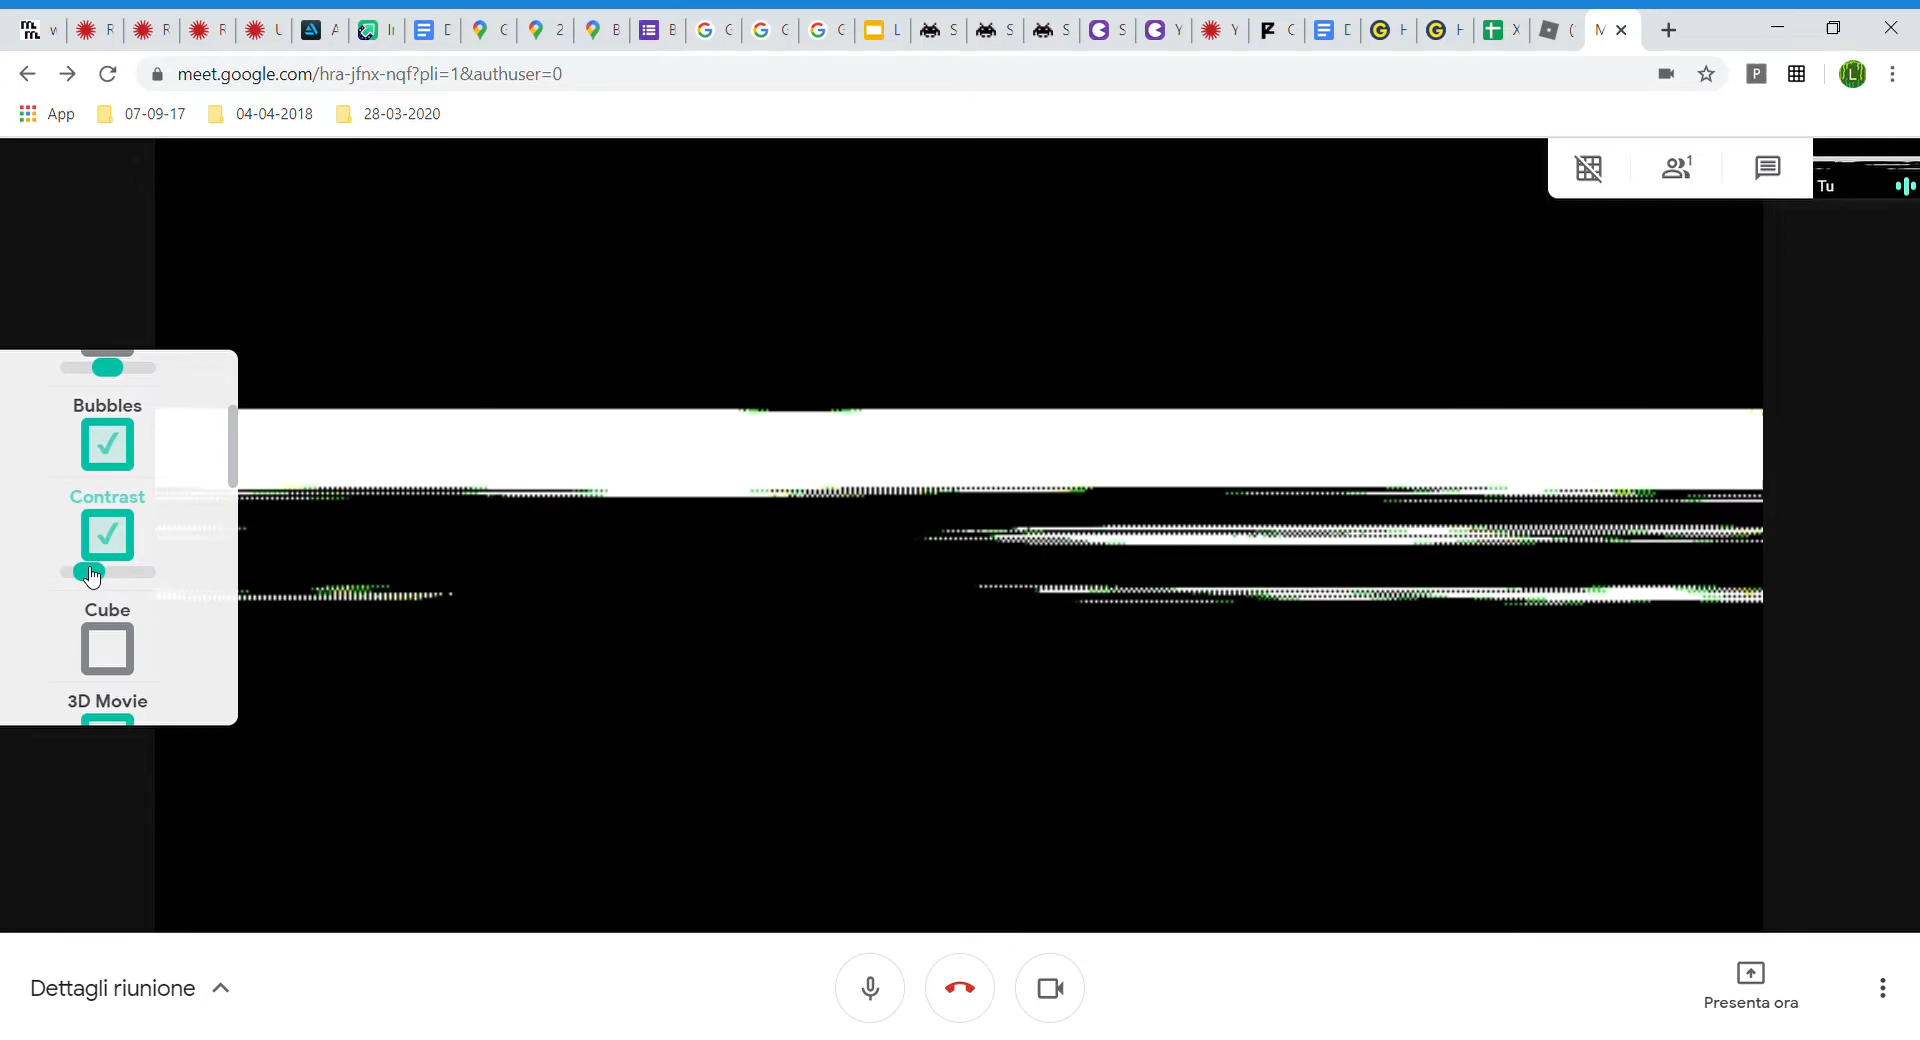 meet.google.com/hra-jfnx-nqf?pli=1&authuser=0
P
L
App
07-09-17
04-04-2018
28-03-2020
1
Tu
Bubbles
Contrast
Cube
3D Movie
Dettagli riunione
Presenta ora